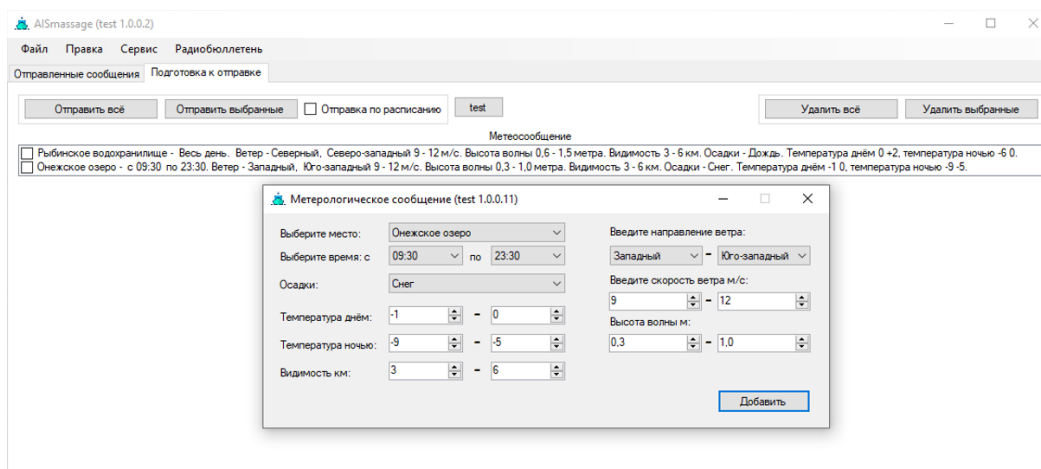 AISmassage (test 1.0.0.2)
Файл Правка Сервис Радиобюллетень
Отправленные сообщения Подготовка к отправке
Отправить всё Отправить выбранные Отправка по расписанию test Удалить всё Удалить выбранные
Метеосообщение
Рыбинское водохранилище - Весь день. Ветер - Северный, Северо-западный 9 - 12 м/с. Высота волны 0,6 - 1,5 метра. Видимость 3 - 6 км. Осадки - Дождь. Температура днём 0 +2, температура ночью -6 0.
Онежское озеро - с 09:30 по 23:30. Ветер - Западный, Юго-западный 9 - 12 м/с. Высота волны 0,3 - 1,0 метра. Видимость 3 - 6 км. Осадки - Снег. Температура днём -1 0, температура ночью -9 -5.
Метерологическое сообщение (test 1.0.0.11)
Выберите место: Онежское озеро Введите направление ветра:
Выберите время: с 09:30 по 23:30 Западный - Юго-западный
Осадки: Снег Введите скорость ветра м/с:
9 - 12
Температура днём: -1 - 0 Высота волны м:
Температура ночью: -9 - -5 0,3 - 1,0
Видимость км: 3 - 6
Добавить